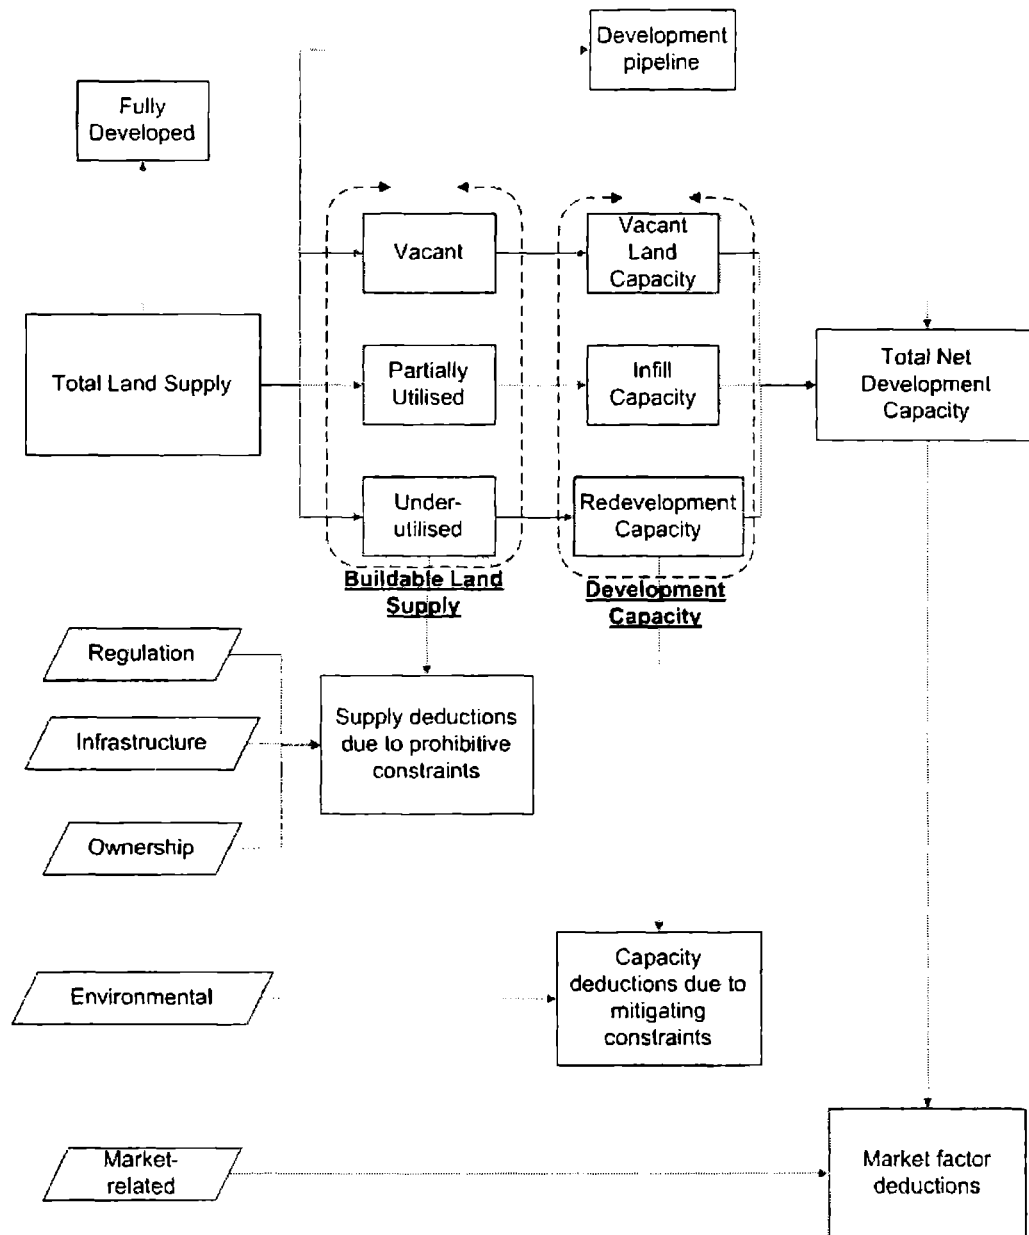 Development
pipeline
Fully
Developed
Vacant
Vacant
Land
Capacity
Total Land Supply
Partially
Utilised
Infill
Capacity
Total Net
Development
Capacity
Under-
utilised
Redevelopment
Capacity
Buildable Land
Supply
Development
Capacity
Regulation
Infrastructure
Ownership
Supply deductions
due to prohibitive
constraints
Environmental
Capacity
deductions due to
mitigating
constraints
Market-
related
Market factor
deductions